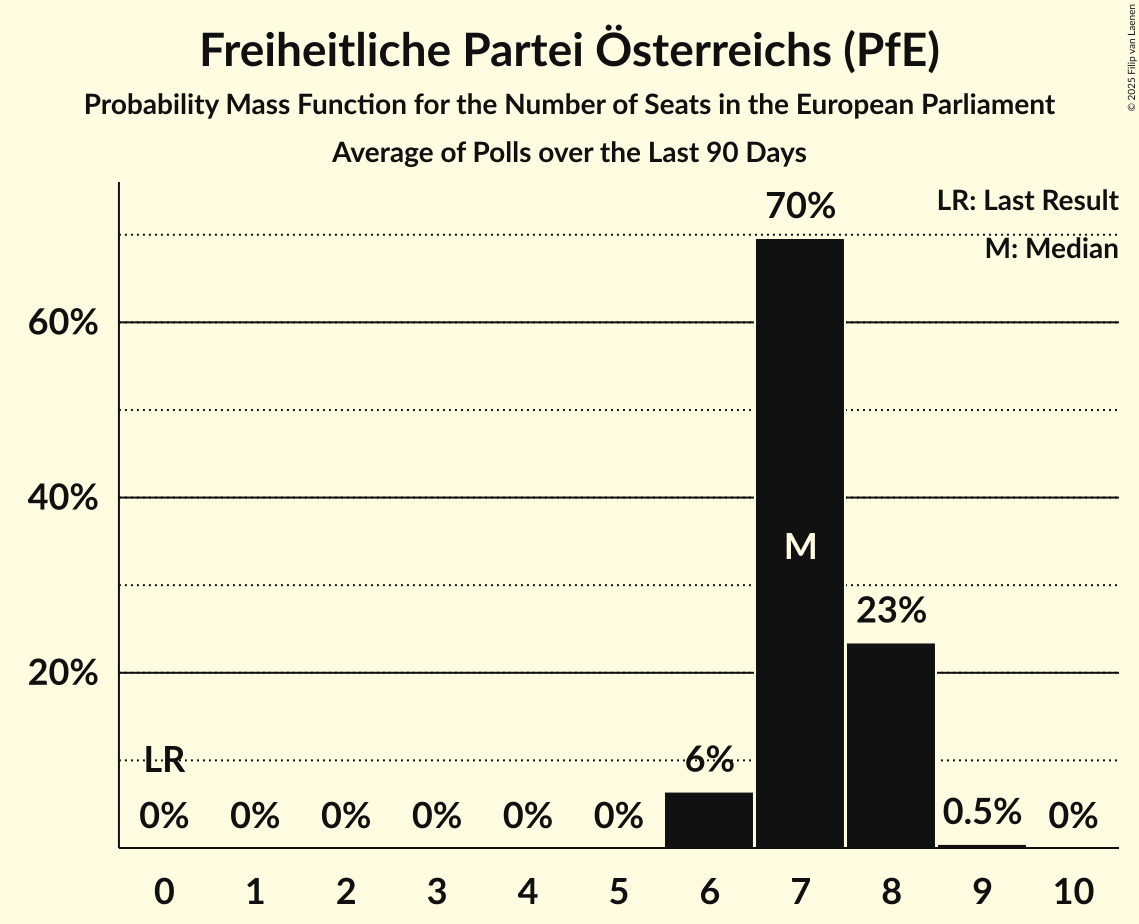 Freiheitliche Partei Österreichs (PfE)
Probability Mass Function for the Number of Seats in the European Parliament
Average of Polls over the Last 90 Days
© 2025 Filip van Laenen
LR: Last Result
M: Median
70%
60%
40%
M
23%
20%
LR
6%
0% 0% 0% 0% 0% 0% 0.5% 0%
0 1 2 3 4 5 6 7 8 9 10